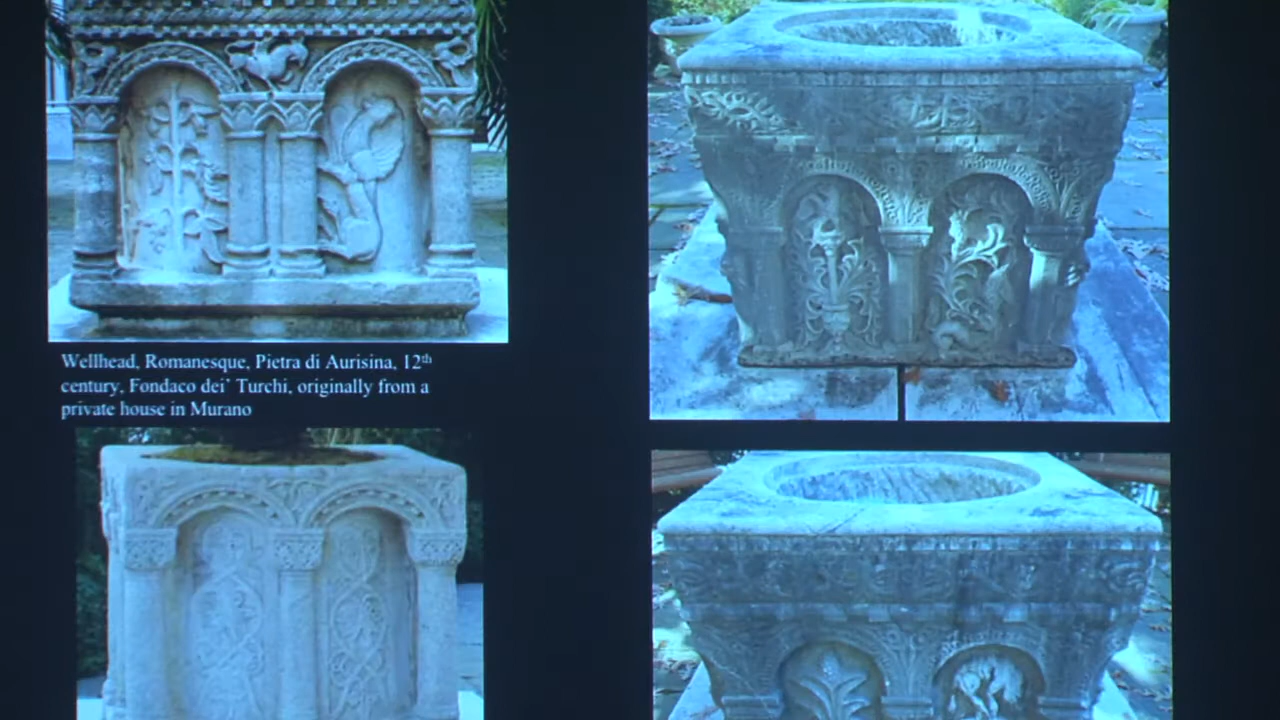 Wellhead, Romanesque, Pietra di Aurisina, 12th
century, Fondaco dei’ Turchi, originally from a
private house in Murano